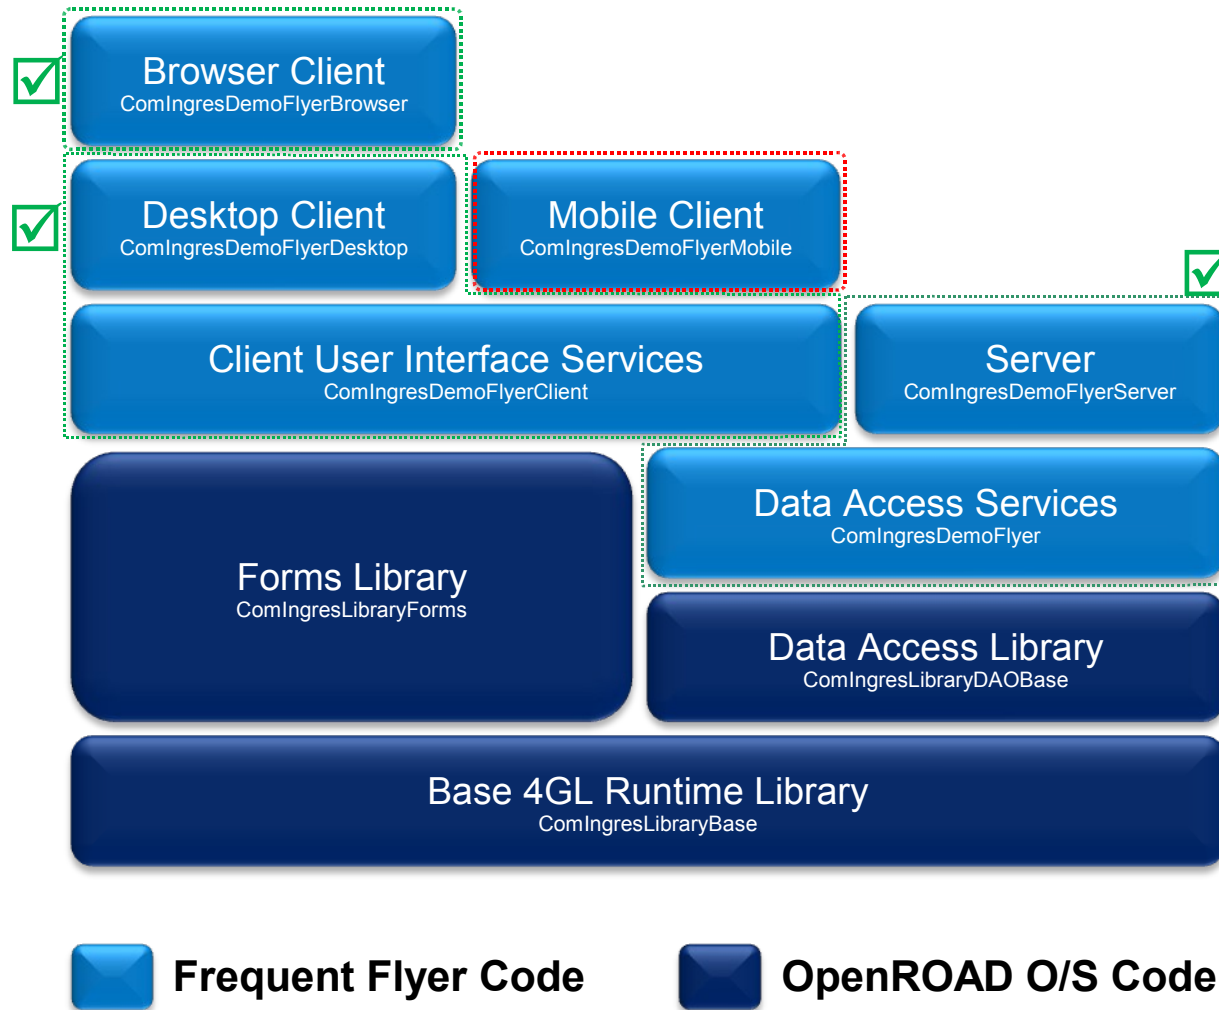 Browser Client
ComIngresDemoFlyerBrowser
Desktop Client
ComIngresDemoFlyerDesktop
Mobile Client
ComIngresDemoFlyerMobile
Client User Interface Services
ComIngresDemoFlyerClient
Server
ComIngresDemoFlyerServer
Data Access Services
ComIngresDemoFlyer
Forms Library
ComIngresLibraryForms
Data Access Library
ComIngresLibraryDAOBase
Base 4GL Runtime Library
ComIngresLibraryBase
Frequent Flyer Code
OpenROAD O/S Code